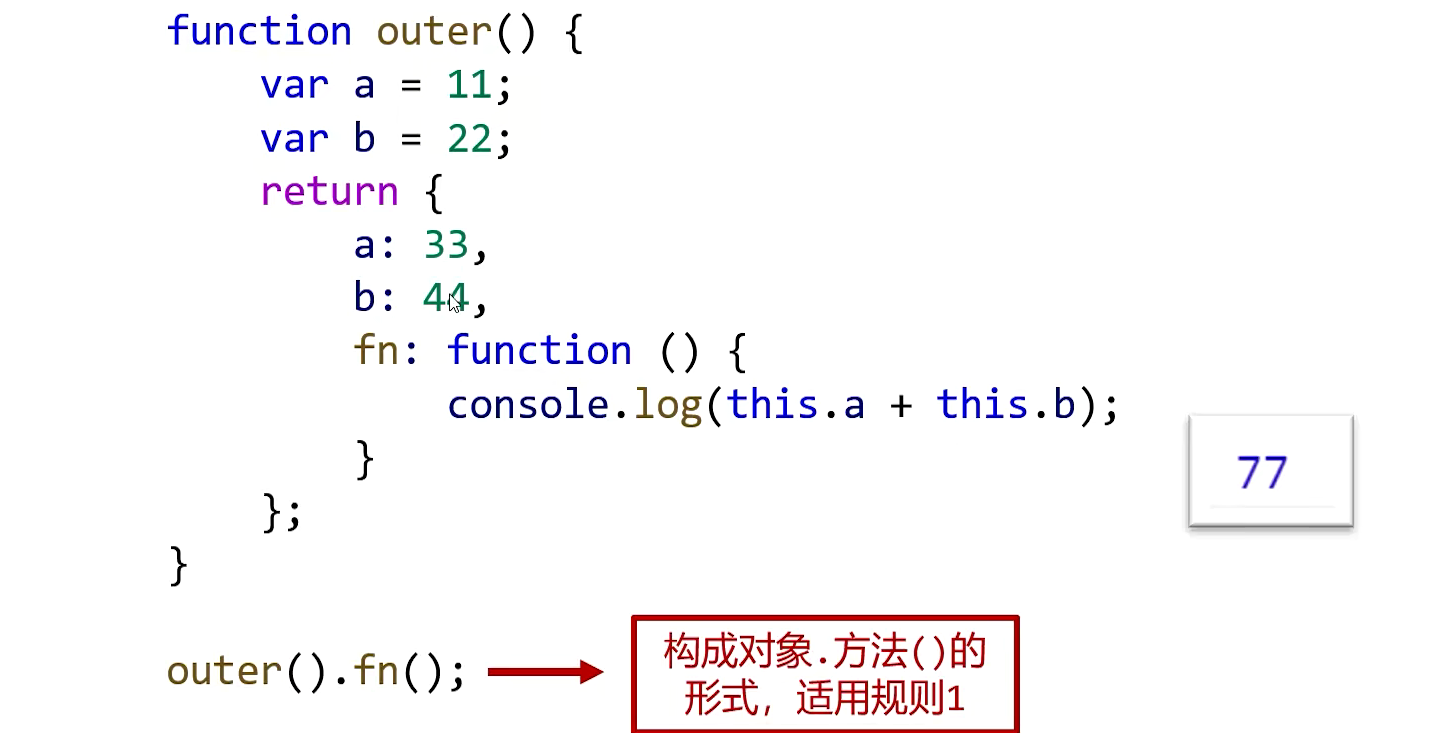 function outer() {
    var a = 11;
    var b = 22;
    return {
        a: 33,
        b: 44,
        fn: function () {
            console.log(this.a + this.b);
        }
    };
}
77
outer().fn();
构成对象.方法()的
形式，适用规则1